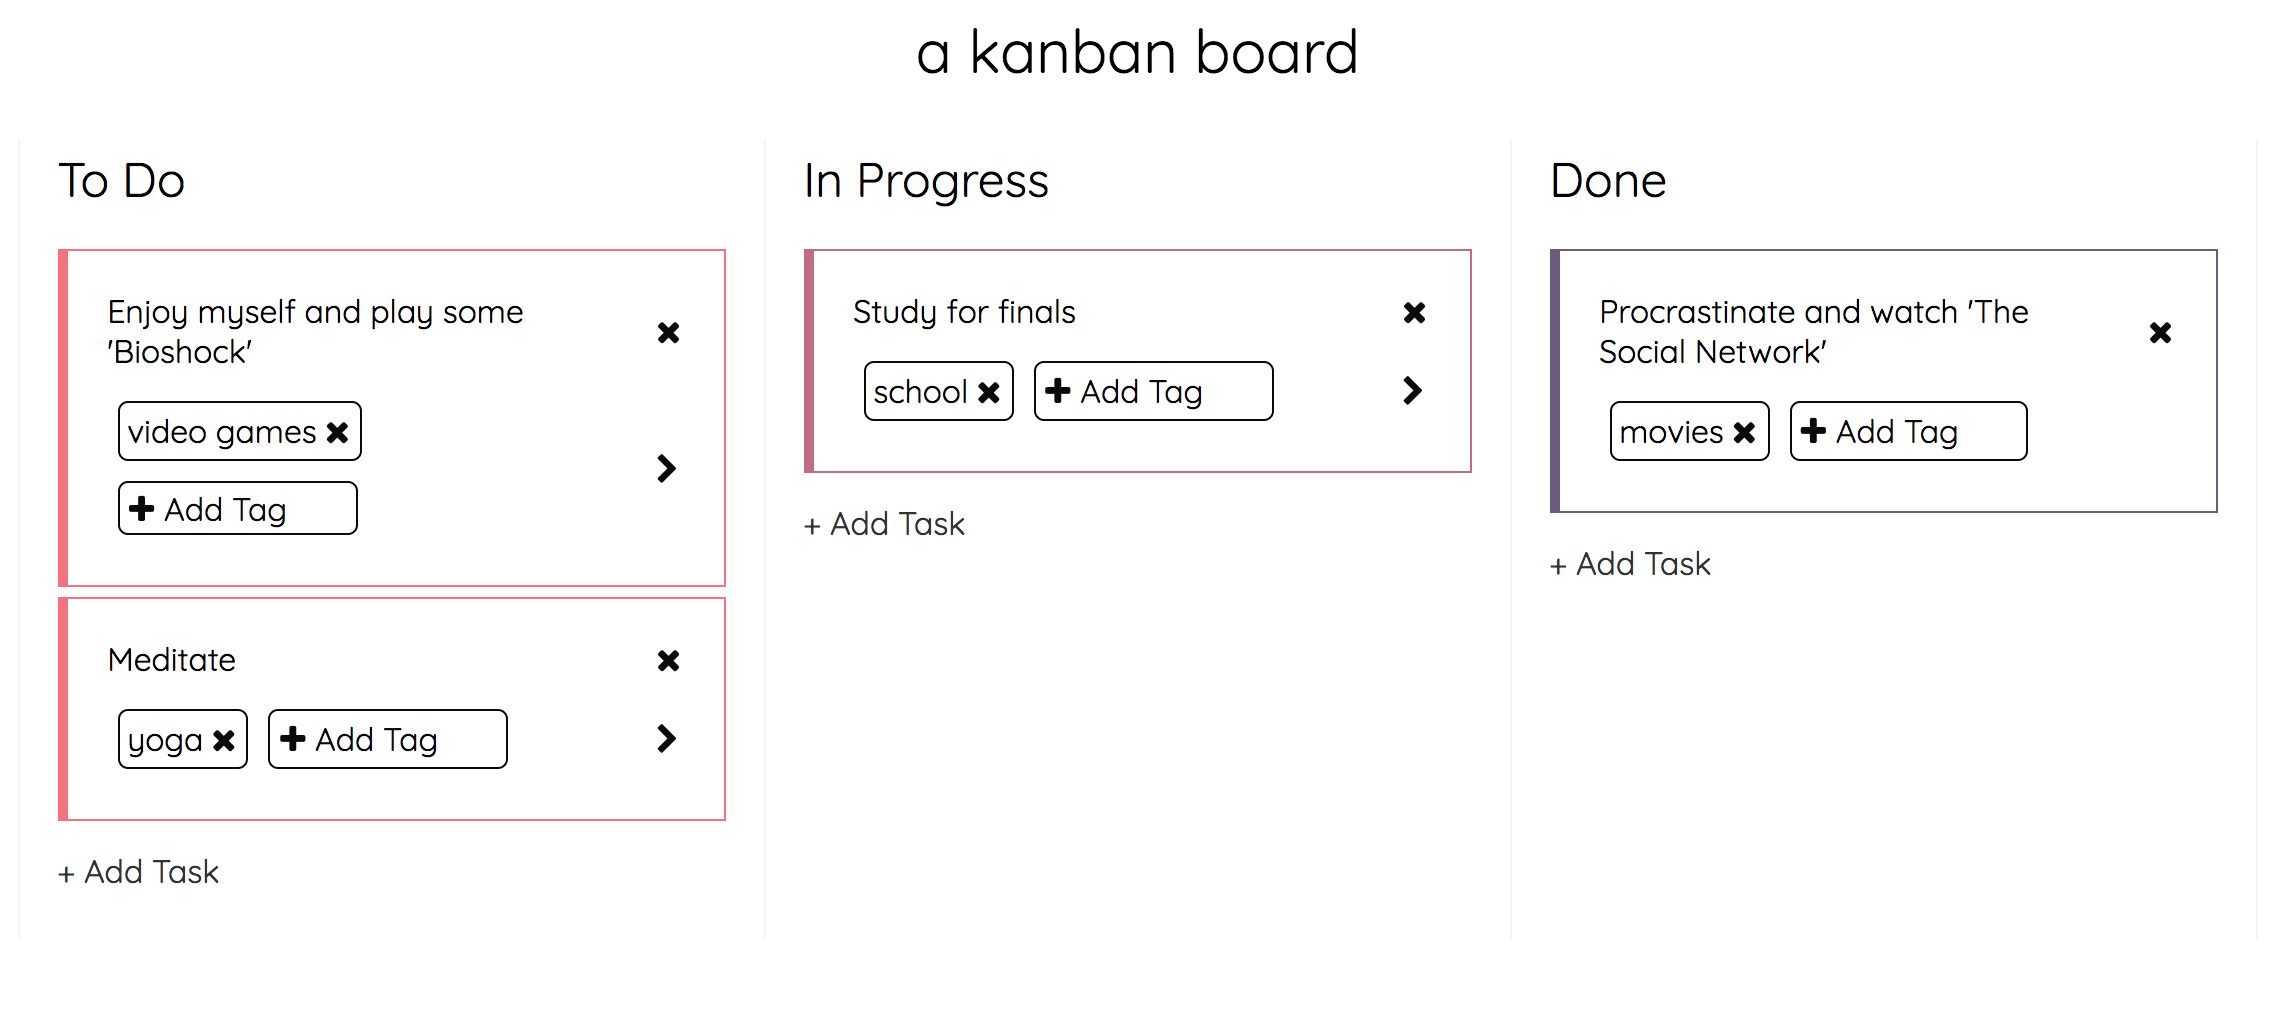 a kanban board
To Do
Enjoy myself and play some
'Bioshock'
video games
Add Tag
Meditate
yoga
Add Tag
+ Add Task
In Progress
Study for finals
school
Add Tag
+ Add Task
Done
Procrastinate and watch 'The
Social Network'
movies
Add Tag
+ Add Task